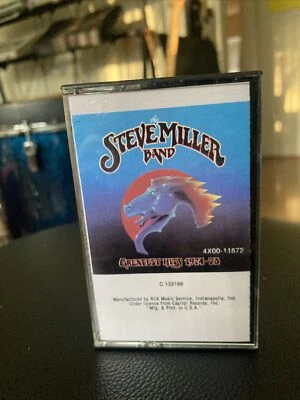 the
STEVE MILLER
BAND
4XOO-11872
GREATEST HITS 1974-78
C 133199
Manufactured by RCA Music Service, Indianapolis, Ind.
Under license from Capitol Records, Inc.
"Mfg. & Prtd. in U.S.A."